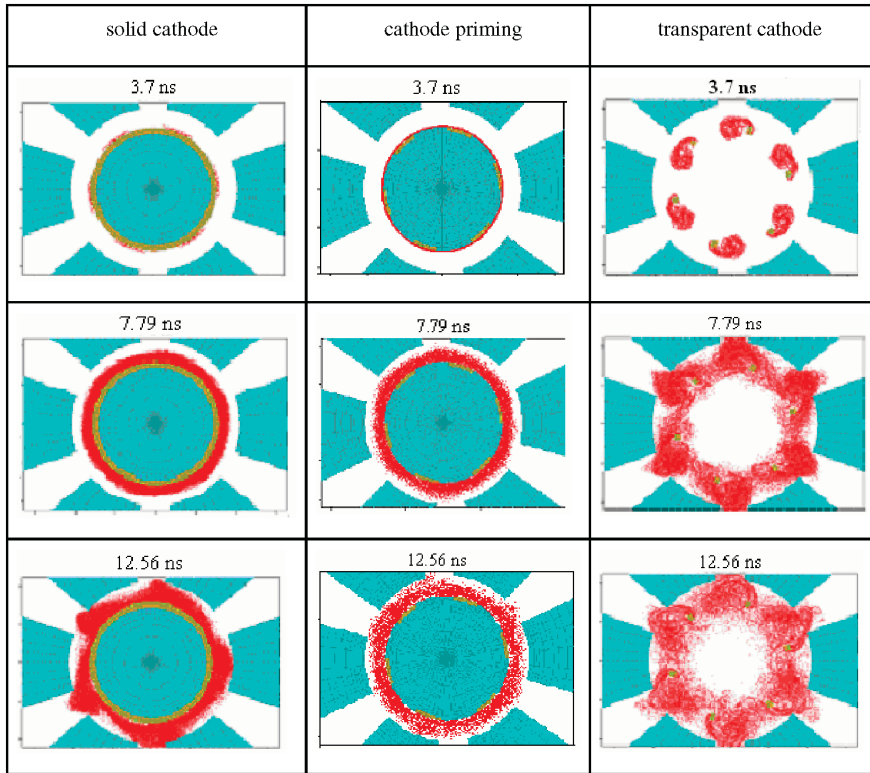 solid cathode cathode priming transparent cathode
3.7 ns 3.7 ns 3.7 ns
7.79 ns 7.79 ns 7.79 ns
12.56 ns 12.56 ns 12.56 ns